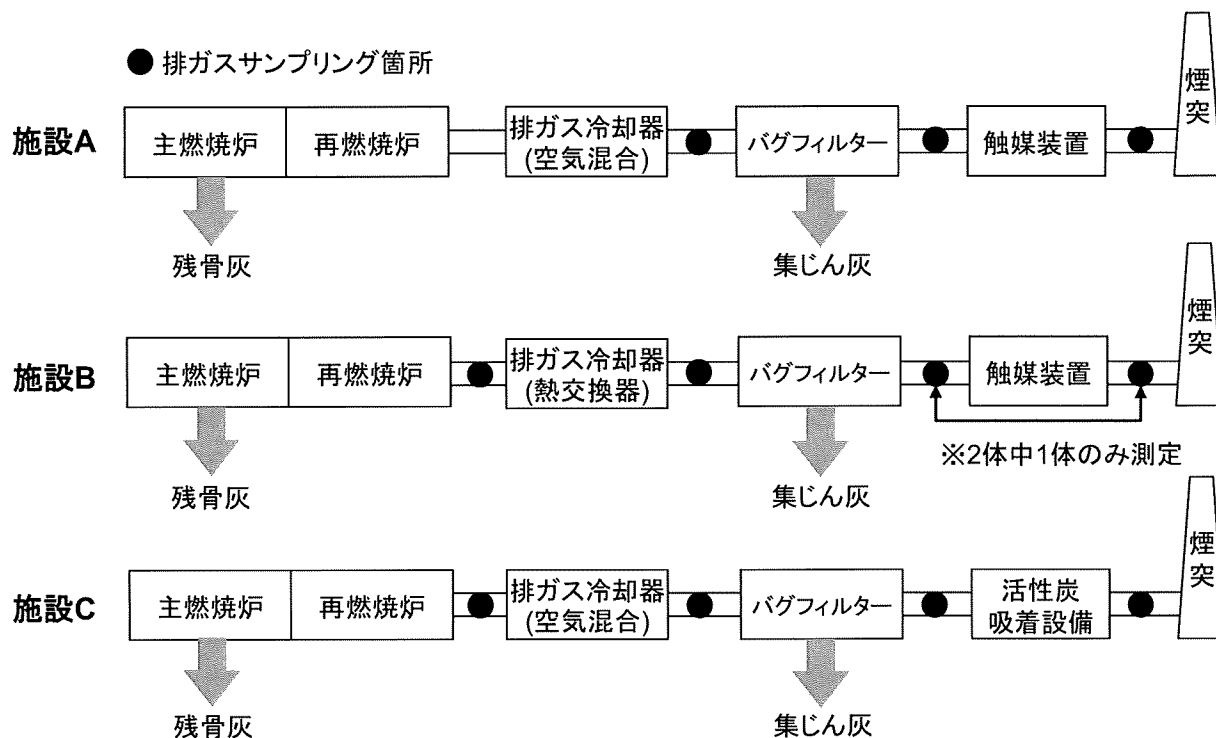 ●排ガスサンプリング箇所
煙突
施設A
主燃焼炉
再燃焼炉
排ガス冷却器
(空気混合)
バグフィルター
触媒装置
残骨灰
集じん灰
煙突
施設B
主燃焼炉
再燃焼炉
排ガス冷却器
(熱交換器)
バグフィルター
触媒装置
※2体中1体のみ測定
残骨灰
集じん灰
煙突
施設C
主燃焼炉
再燃焼炉
排ガス冷却器
(空気混合)
バグフィルター
活性炭
吸着設備
残骨灰
集じん灰